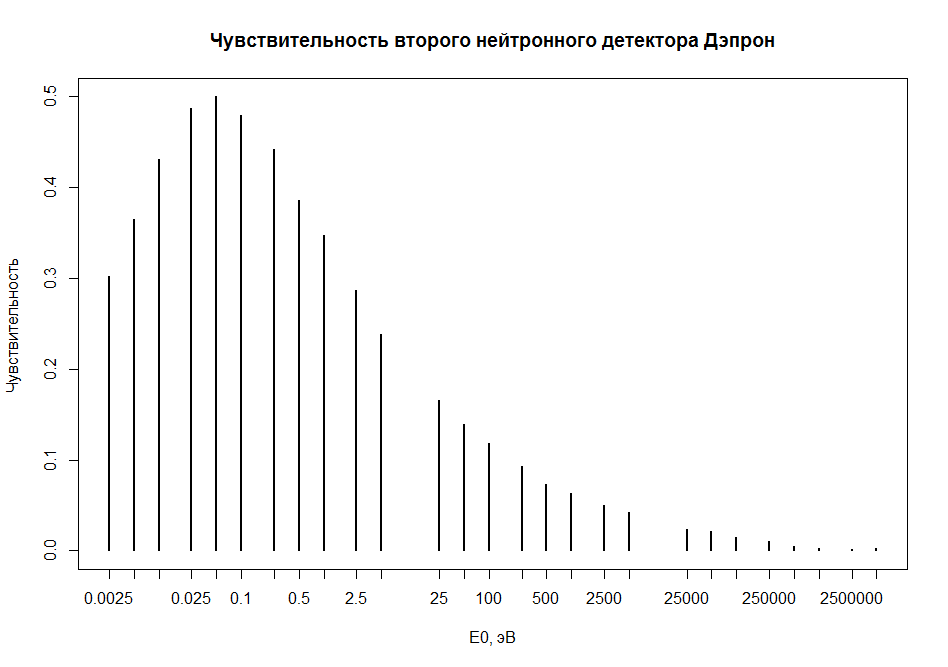 Чувствительность второго нейтронного детектора Дэпрон
Чувствительность
0.5
0.4
0.3
0.2
0.1
0.0
0.0025 0.025 0.1 0.5 2.5 25 100 500 2500 25000 250000 2500000
E0, эВ